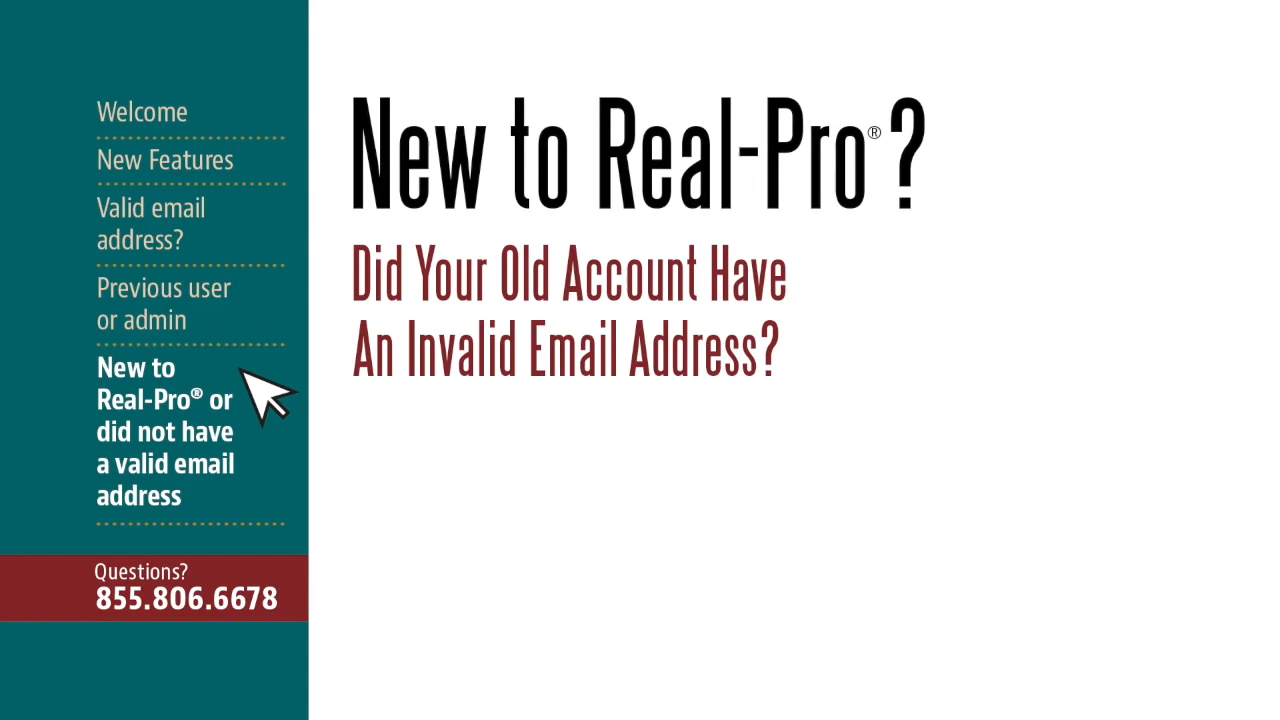 Welcome
New Features
Valid email
address?
Previous user
or admin
New to
Real-Pro® or
did not have
a valid email
address
Questions?
855.806.6678
New to Real-Pro®?
Did Your Old Account Have
An Invalid Email Address?